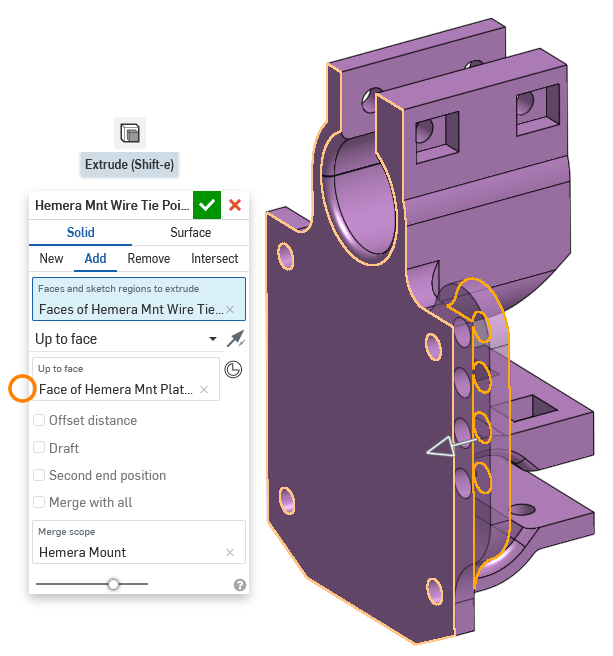 Extrude (Shift-e)
Hemera Mnt Wire Tie Poi...
Solid Surface
New Add Remove Intersect
Faces and sketch regions to extrude
Faces of Hemera Mnt Wire Tie...
Up to face
Up to face
Face of Hemera Mnt Plat...
Offset distance
Draft
Second end position
Merge with all
Merge scope
Hemera Mount